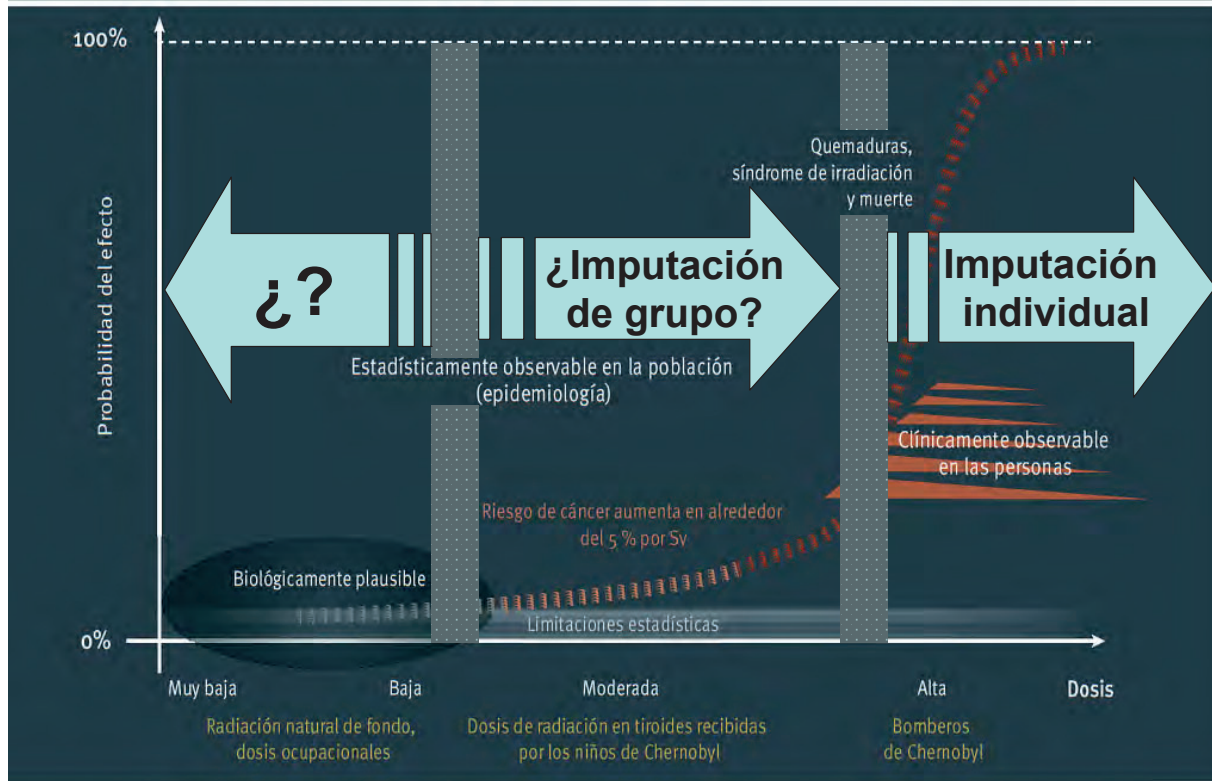 100%
Quemaduras,
síndrome de irradiación
y muerte
Probabilidad del efecto
¿?
¿Imputación
de grupo?
Imputación
individual
Estadísticamente observable en la población
(epidemiología)
Clínicamente observable
en las personas
Riesgo de cáncer aumenta en alrededor
del 5 % por Sv
Biológicamente plausible
Limitaciones estadísticas
0%
Muy baja
Baja
Moderada
Alta
Dosis
Radiación natural de fondo,
dosis ocupacionales
Dosis de radiación en tiroides recibidas
por los niños de Chernobyl
Bomberos
de Chernobyl